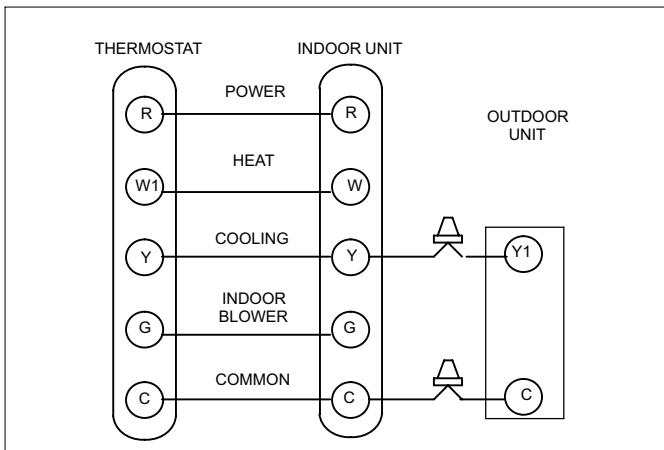 THERMOSTAT
INDOOR UNIT
OUTDOOR
UNIT
R
POWER
R
W1
HEAT
W
Y
COOLING
Y
Y1
G
INDOOR
BLOWER
G
C
COMMON
C
C